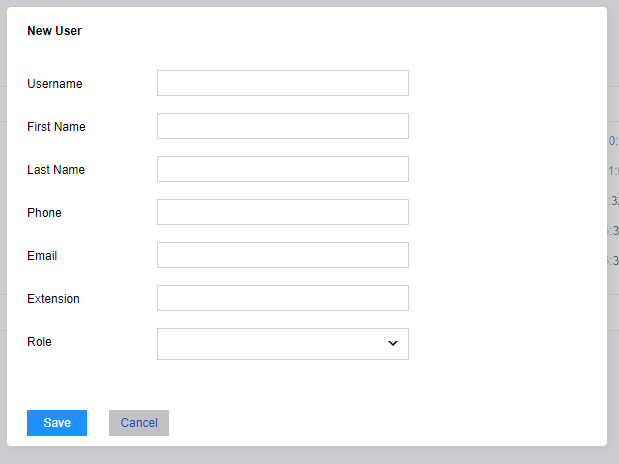 New User
Username
First Name
Last Name
Phone
Email
Extension
Role
Save Cancel